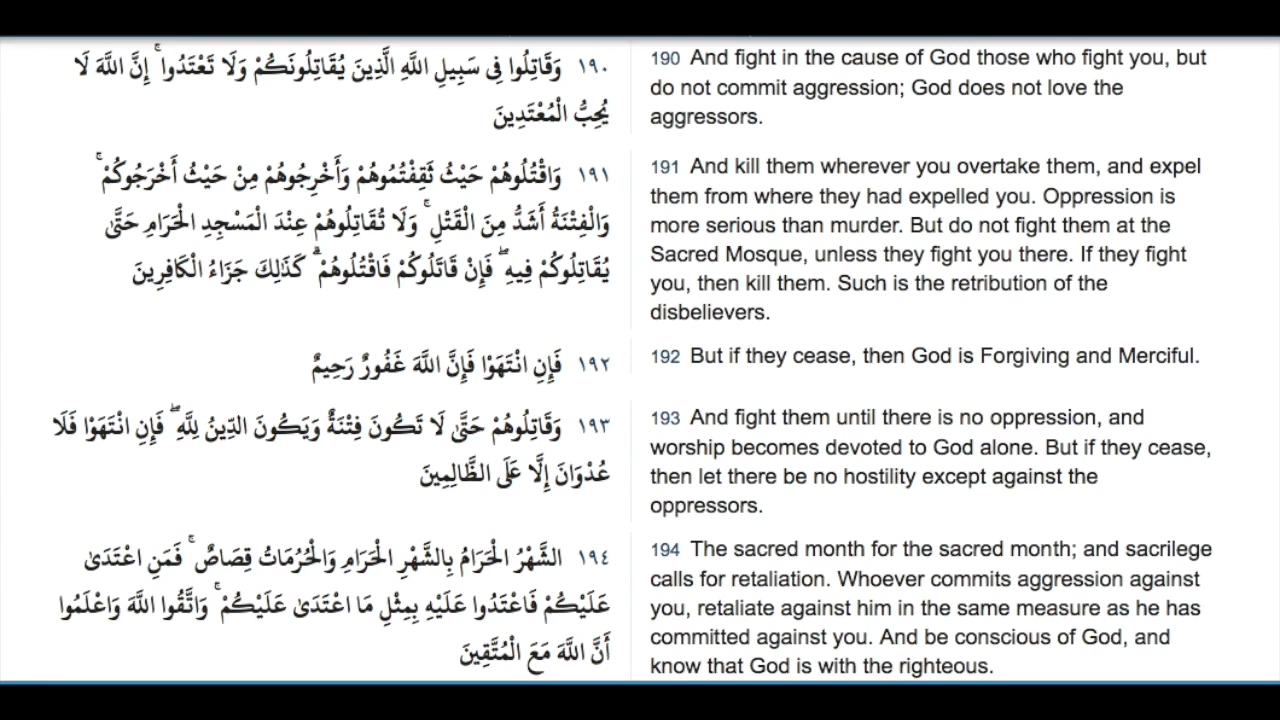 ١٩٠ وَقَاتِلُوا فِي سَبِيلِ اللَّهِ الَّذِينَ يُقَاتِلُونَكُمْ وَلَا تَعْتَدُوا ۚ إِنَّ اللَّهَ لَا
يُحِبُّ الْمُعْتَدِينَ
190 And fight in the cause of God those who fight you, but
do not commit aggression; God does not love the
aggressors.
١٩١ وَاقْتُلُوهُمْ حَيْثُ ثَقِفْتُمُوهُمْ وَأَخْرِجُوهُمْ مِنْ حَيْثُ أَخْرَجُوكُمْ ۚ
وَالْفِتْنَةُ أَشَدُّ مِنَ الْقَتْلِ ۚ وَلَا تُقَاتِلُوهُمْ عِنْدَ الْمَسْجِدِ الْحَرَامِ حَتَّىٰ
يُقَاتِلُوكُمْ فِيهِ ۖ فَإِنْ قَاتَلُوكُمْ فَاقْتُلُوهُمْ ۗ كَذَٰلِكَ جَزَاءُ الْكَافِرِينَ
191 And kill them wherever you overtake them, and expel
them from where they had expelled you. Oppression is
more serious than murder. But do not fight them at the
Sacred Mosque, unless they fight you there. If they fight
you, then kill them. Such is the retribution of the
disbelievers.
١٩٢ فَإِنِ انْتَهَوْا فَإِنَّ اللَّهَ غَفُورٌ رَحِيمٌ
192 But if they cease, then God is Forgiving and Merciful.
١٩٣ وَقَاتِلُوهُمْ حَتَّىٰ لَا تَكُونَ فِتْنَةٌ وَيَكُونَ الدِّينُ لِلَّهِ ۖ فَإِنِ انْتَهَوْا فَلَا
عُدْوَانَ إِلَّا عَلَى الظَّالِمِينَ
193 And fight them until there is no oppression, and
worship becomes devoted to God alone. But if they cease,
then let there be no hostility except against the
oppressors.
١٩٤ الشَّهْرُ الْحَرَامُ بِالشَّهْرِ الْحَرَامِ وَالْحُرُمَاتُ قِصَاصٌ ۚ فَمَنِ اعْتَدَىٰ
عَلَيْكُمْ فَاعْتَدُوا عَلَيْهِ بِمِثْلِ مَا اعْتَدَىٰ عَلَيْكُمْ ۚ وَاتَّقُوا اللَّهَ وَاعْلَمُوا
أَنَّ اللَّهَ مَعَ الْمُتَّقِينَ
194 The sacred month for the sacred month; and sacrilege
calls for retaliation. Whoever commits aggression against
you, retaliate against him in the same measure as he has
committed against you. And be conscious of God, and
know that God is with the righteous.